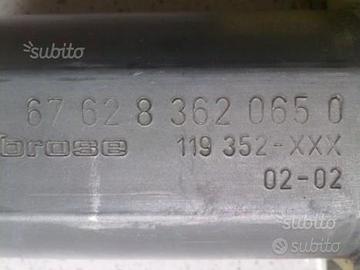 subito
67 62 8 362 065 0
brose 119 352-XXX
02-02
subito